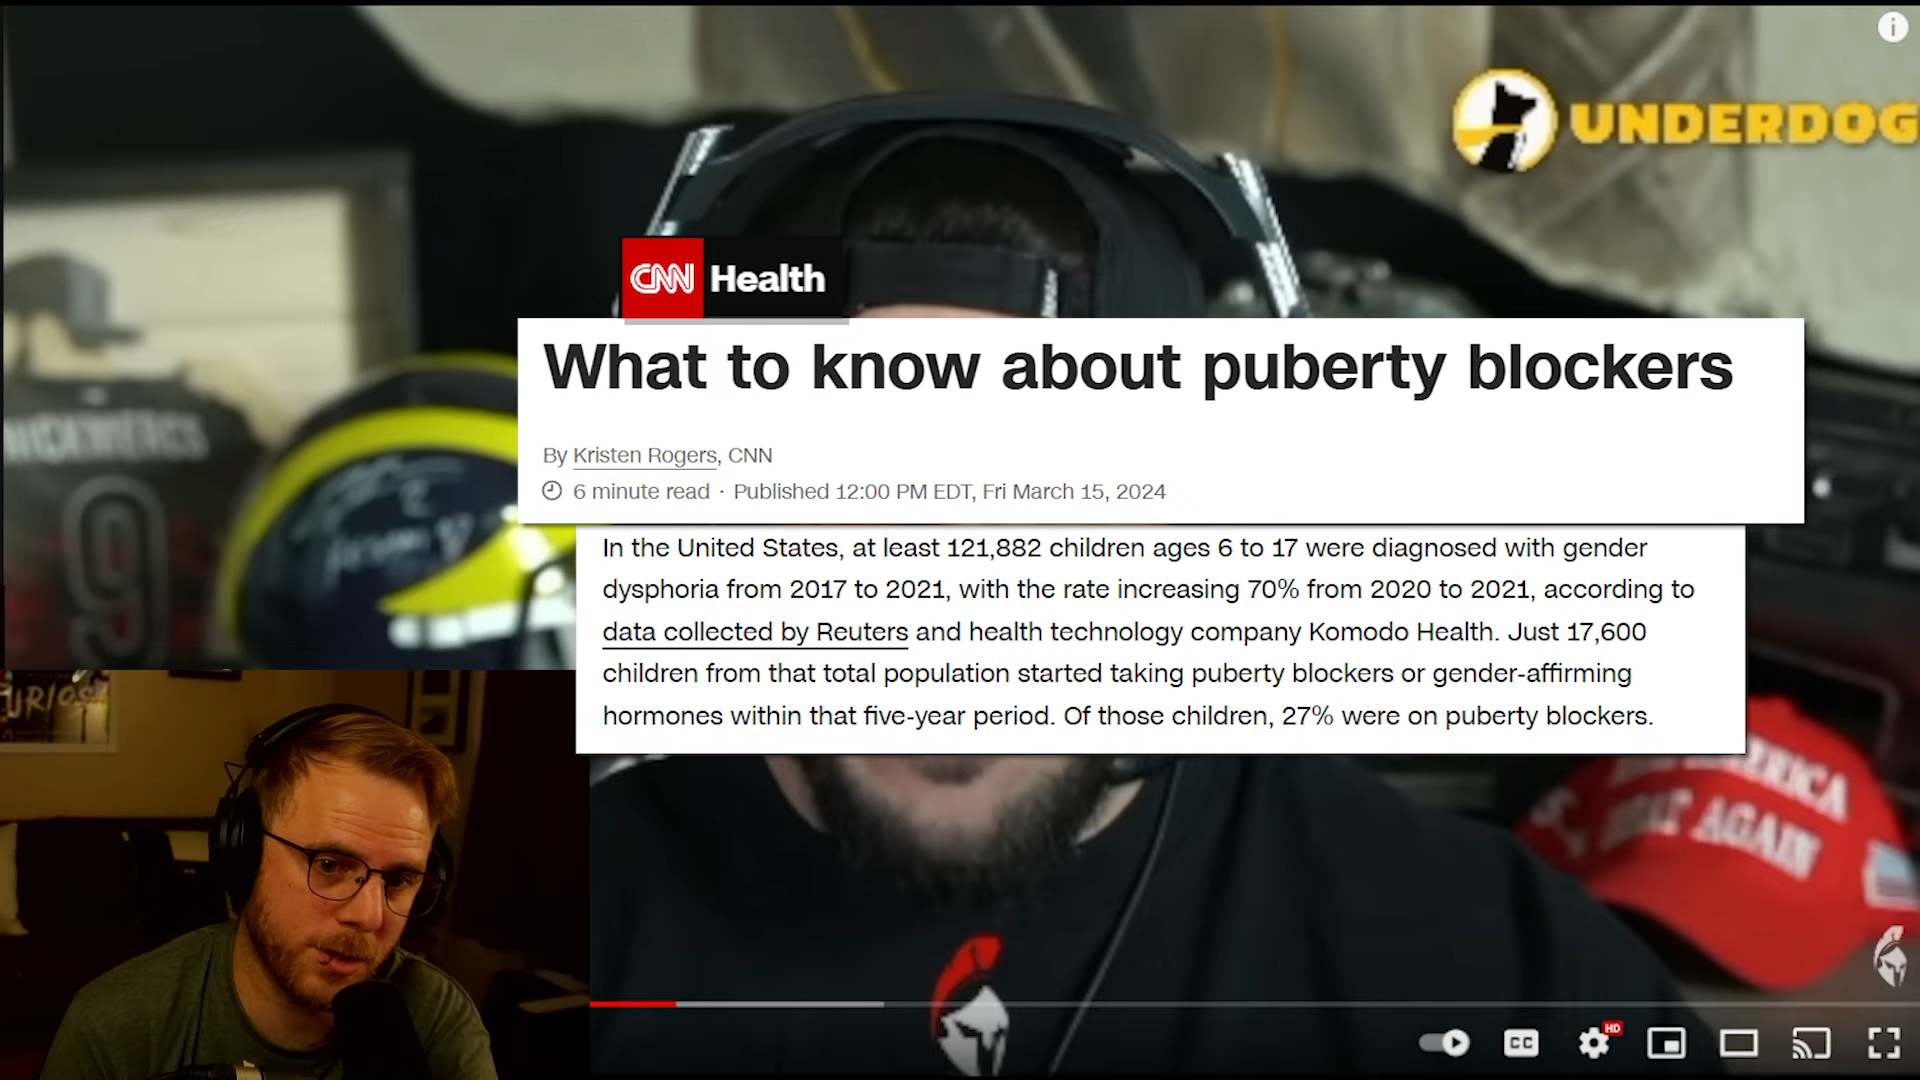 UNDERDOG
CNN Health
What to know about puberty blockers
By Kristen Rogers, CNN
6 minute read · Published 12:00 PM EDT, Fri March 15, 2024
In the United States, at least 121,882 children ages 6 to 17 were diagnosed with gender
dysphoria from 2017 to 2021, with the rate increasing 70% from 2020 to 2021, according to
data collected by Reuters and health technology company Komodo Health. Just 17,600
children from that total population started taking puberty blockers or gender-affirming
hormones within that five-year period. Of those children, 27% were on puberty blockers.
NICKMERCS
9
AGAIN
CC
HD